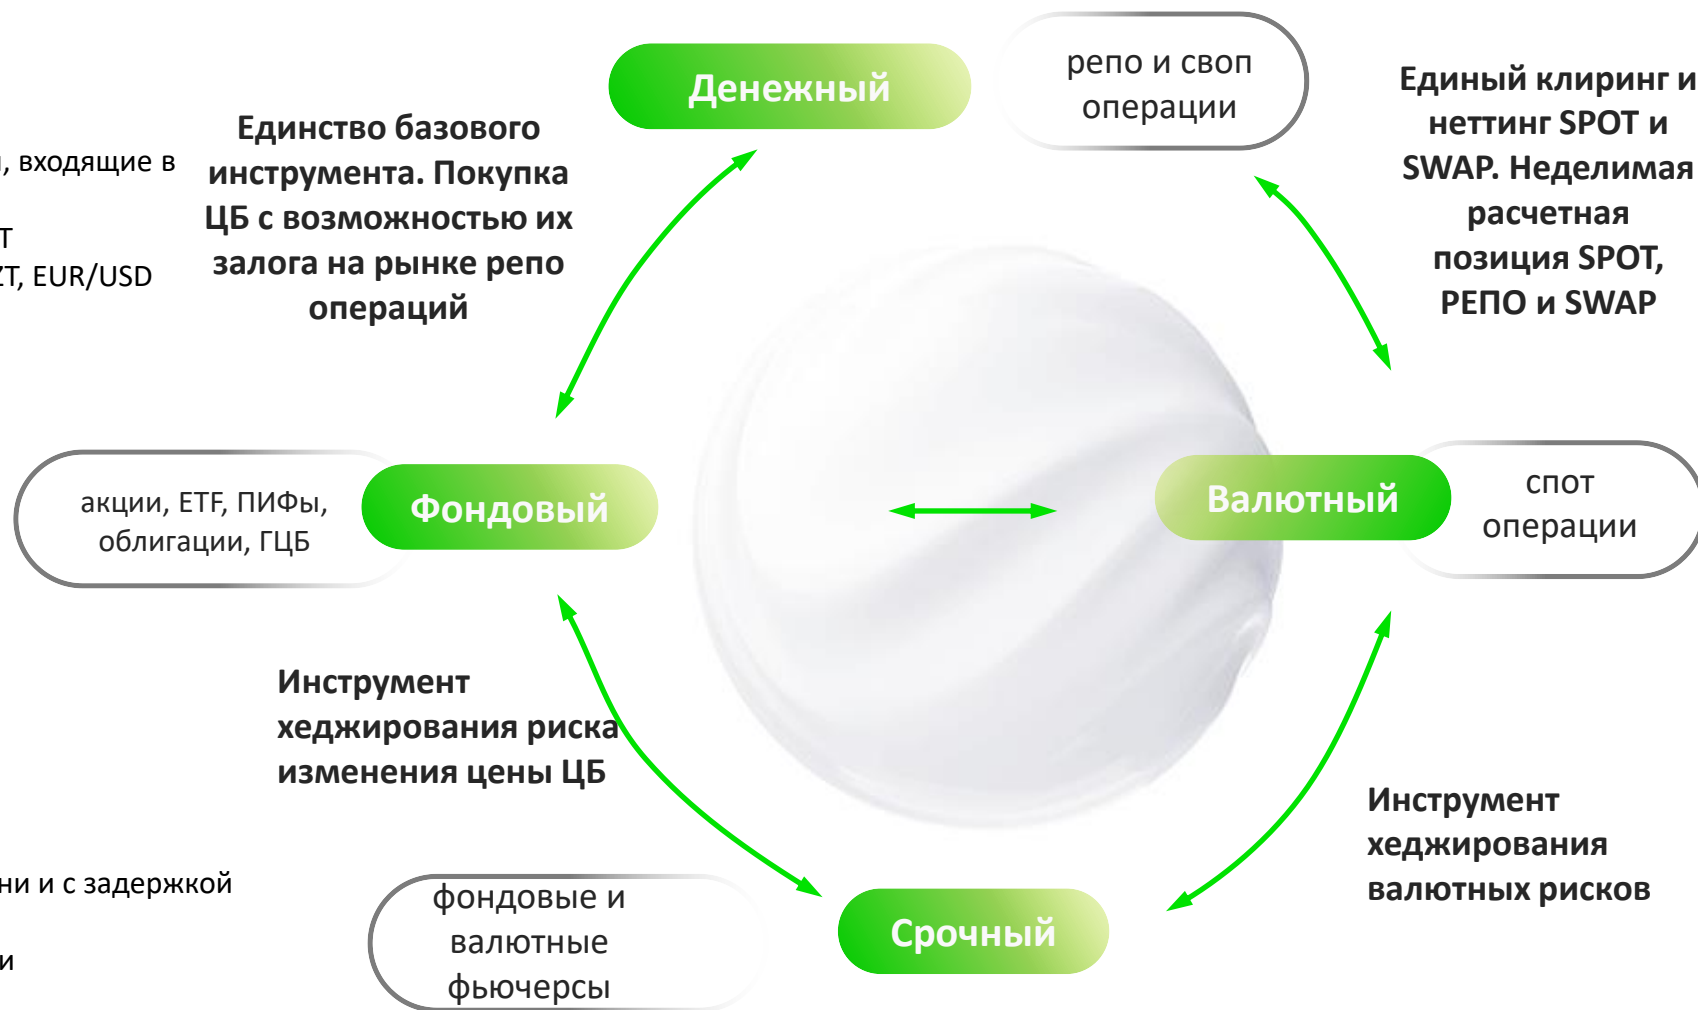 Денежный
репо и своп
операции
Единый клиринг и
неттинг SPOT и
SWAP. Неделимая
расчетная
позиция SPOT,
РЕПО и SWAP
Единство базового
инструмента. Покупка
ЦБ с возможностью их
залога на рынке репо
операций
, входящие в
EUR/USD
акции, ETF, ПИФы,
облигации, ГЦБ
Фондовый
Валютный
спот
операции
Инструмент
хеджирования риска
изменения цены ЦБ
Инструмент
хеджирования
валютных рисков
и с задержкой
и
фондовые и
валютные
фьючерсы
Срочный